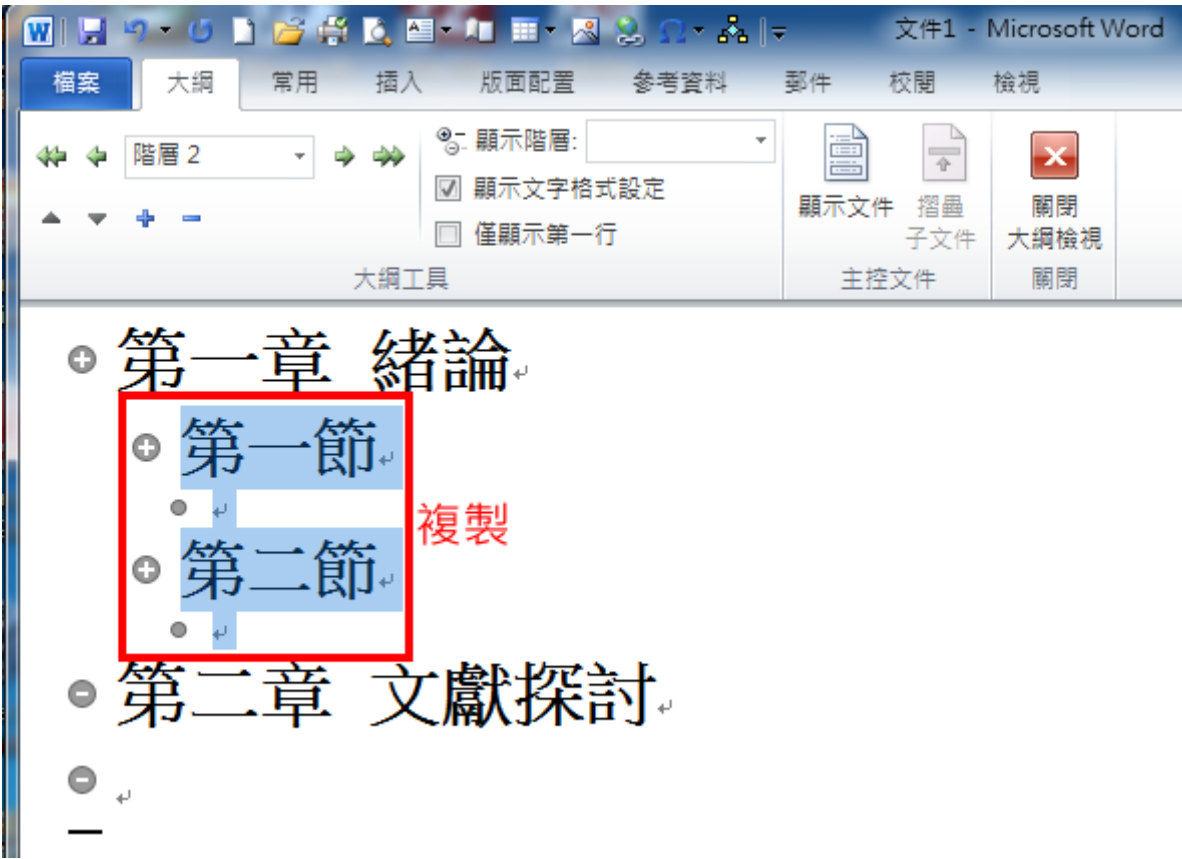 文件1 - Microsoft Word
檔案 大綱 常用 插入 版面配置 參考資料 郵件 校閱 檢視
階層 2
顯示階層:
顯示文字格式設定
僅顯示第一行
大綱工具
顯示文件
摺疊
子文件
主控文件
關閉
大綱檢視
關閉
第一章 緒論
第一節
複製
第二節
第二章 文獻探討